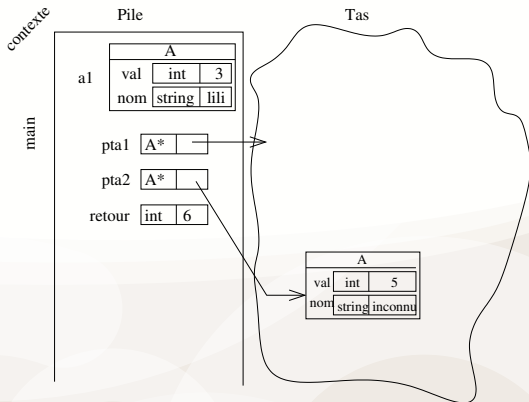 contexte
Pile
Tas
main
A
a1
val int 3
nom string lili
pta1 A*
pta2 A*
retour int 6
A
val int 5
nom string inconnu